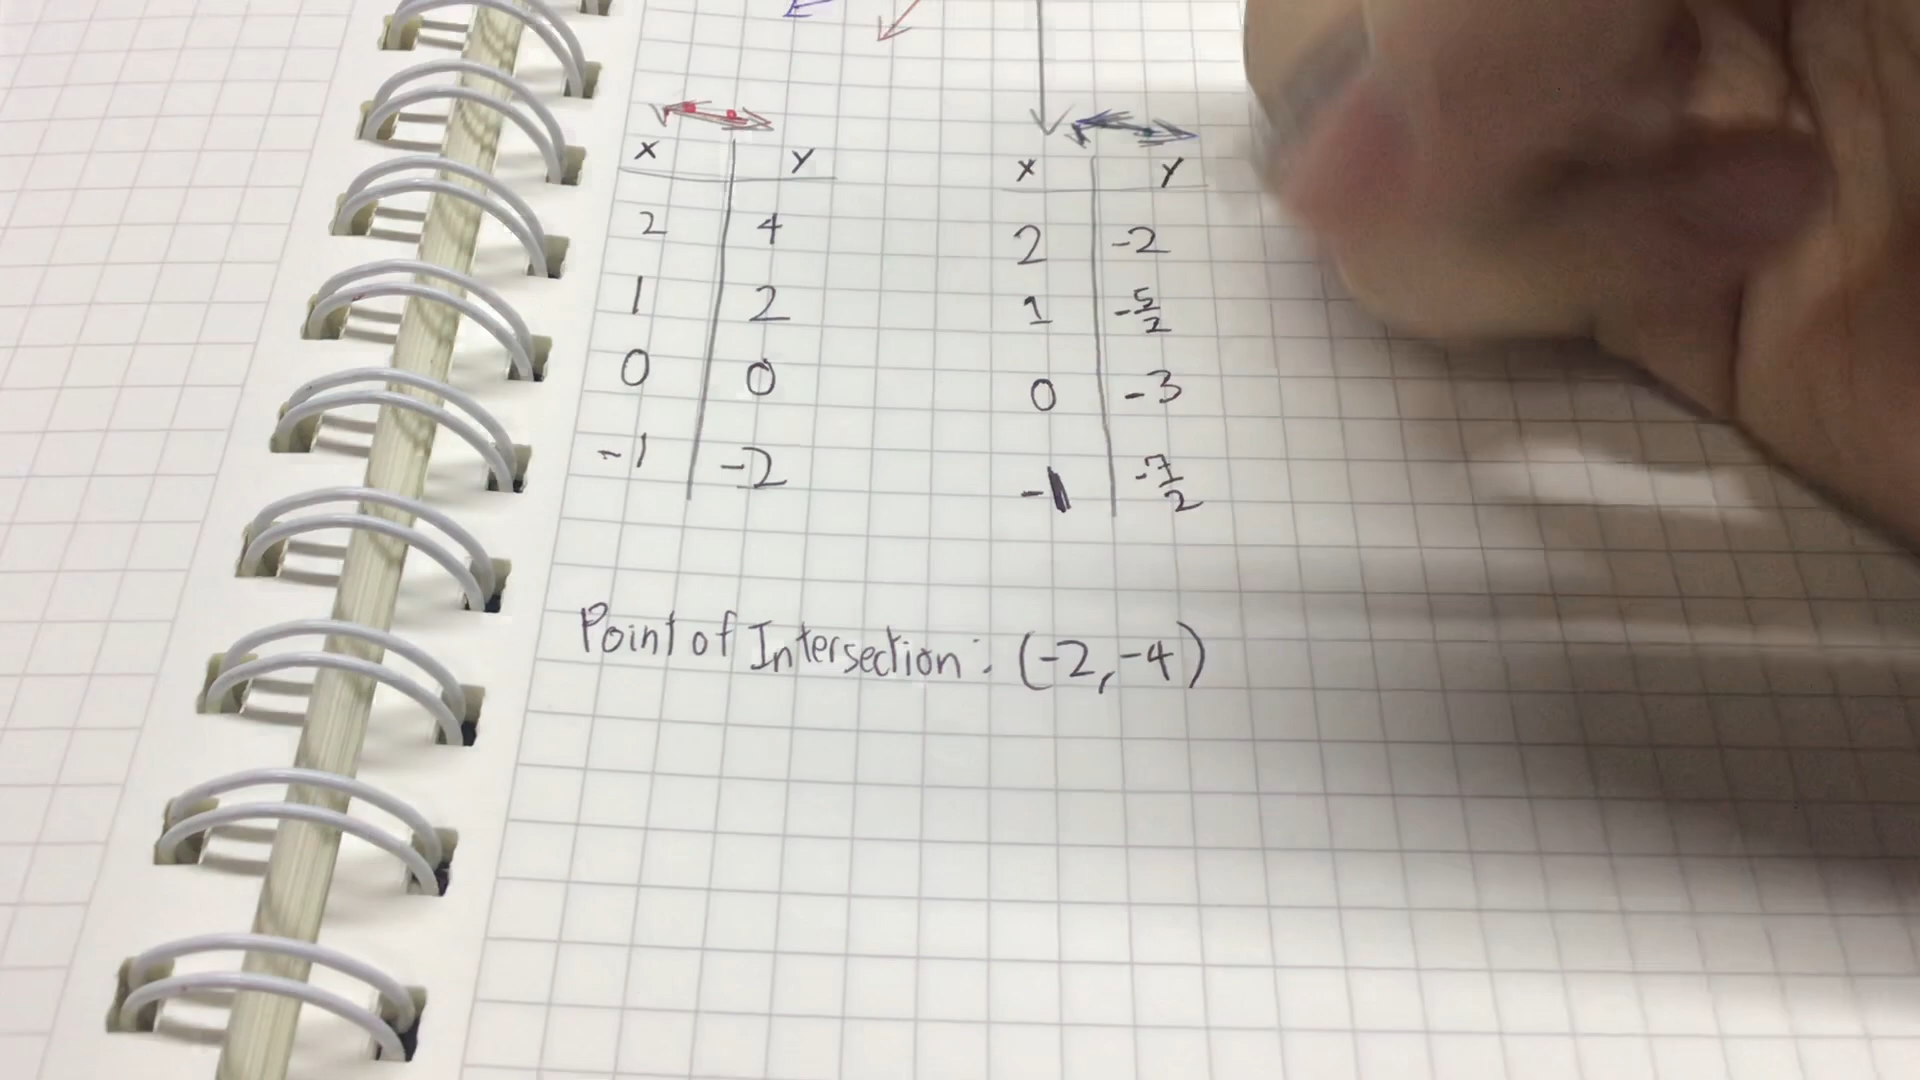 x y x y
2 4 2 -2
1 2 1 -5/2
0 0 0 -3
-1 -2 -1 -7/2
Point of Intersection: (-2,-4)